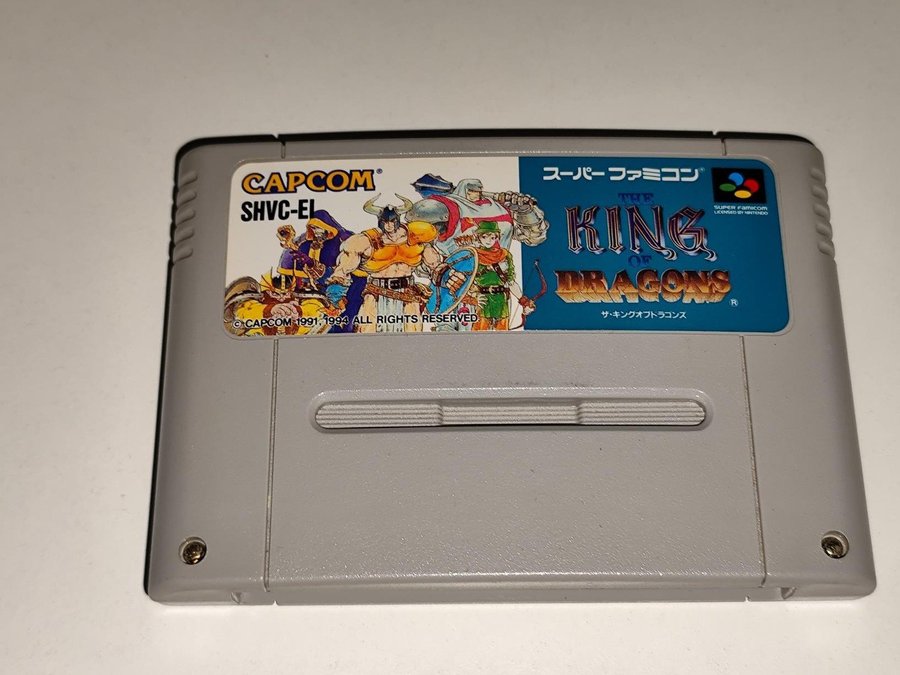 CAPCOM®
SHVC-EL
© CAPCOM 1991, 1994 ALL RIGHTS RESERVED
スーパーファミコン®
SUPER FAMICOM
LICENSED BY NINTENDO
THE
KING
OF
DRAGONS
®
ザ・キングオブドラゴンズ